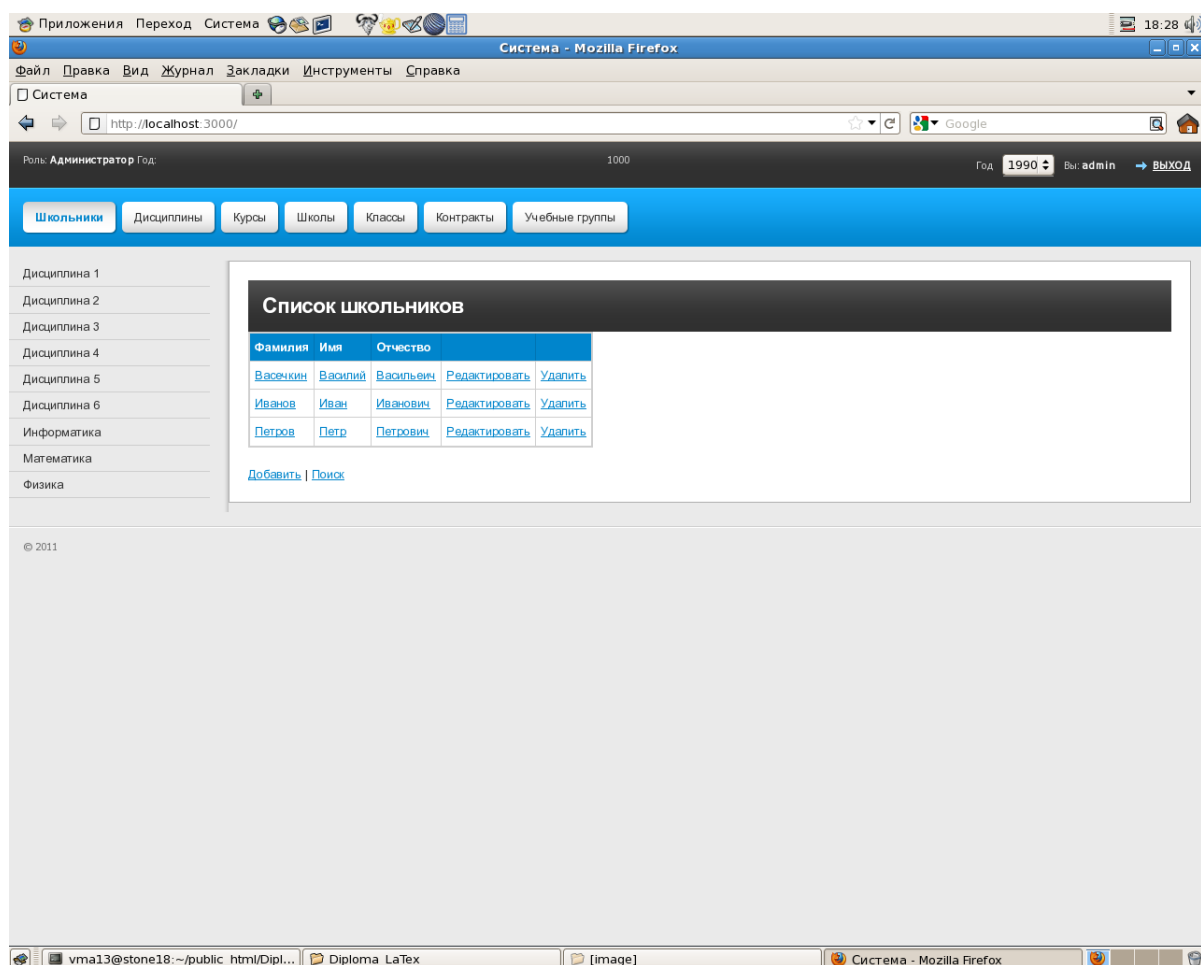 Приложения Переход Система 18:28
Система - Mozilla Firefox
Файл Правка Вид Журнал Закладки Инструменты Справка
Система
http://localhost:3000/ Google
Роль: Администратор Год: 1000 Год 1990 Вы: admin ВЫХОД
Школьники Дисциплины Курсы Школы Классы Контракты Учебные группы
Дисциплина 1
Дисциплина 2
Дисциплина 3
Дисциплина 4
Дисциплина 5
Дисциплина 6
Информатика
Математика
Физика
Список школьников
Фамилия Имя Отчество
Васечкин Василий Васильеич Редактировать Удалить
Иванов Иван Иванович Редактировать Удалить
Петров Петр Петрович Редактировать Удалить
Добавить | Поиск
© 2011
vma13@stone18:~/public_html/Dipl... Diploma LaTex [image] Система - Mozilla Firefox